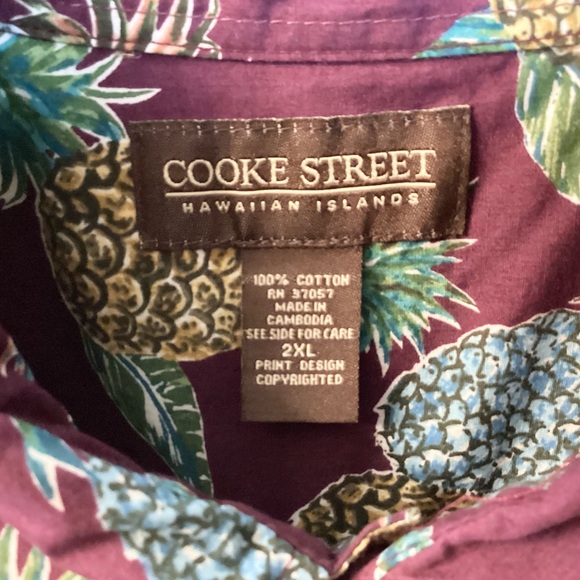 COOKE STREET
HAWAIIAN ISLANDS
100% COTTON
RN 37057
MADE IN
CAMBODIA
SEE SIDE FOR CARE
2XL
PRINT DESIGN
COPYRIGHTED